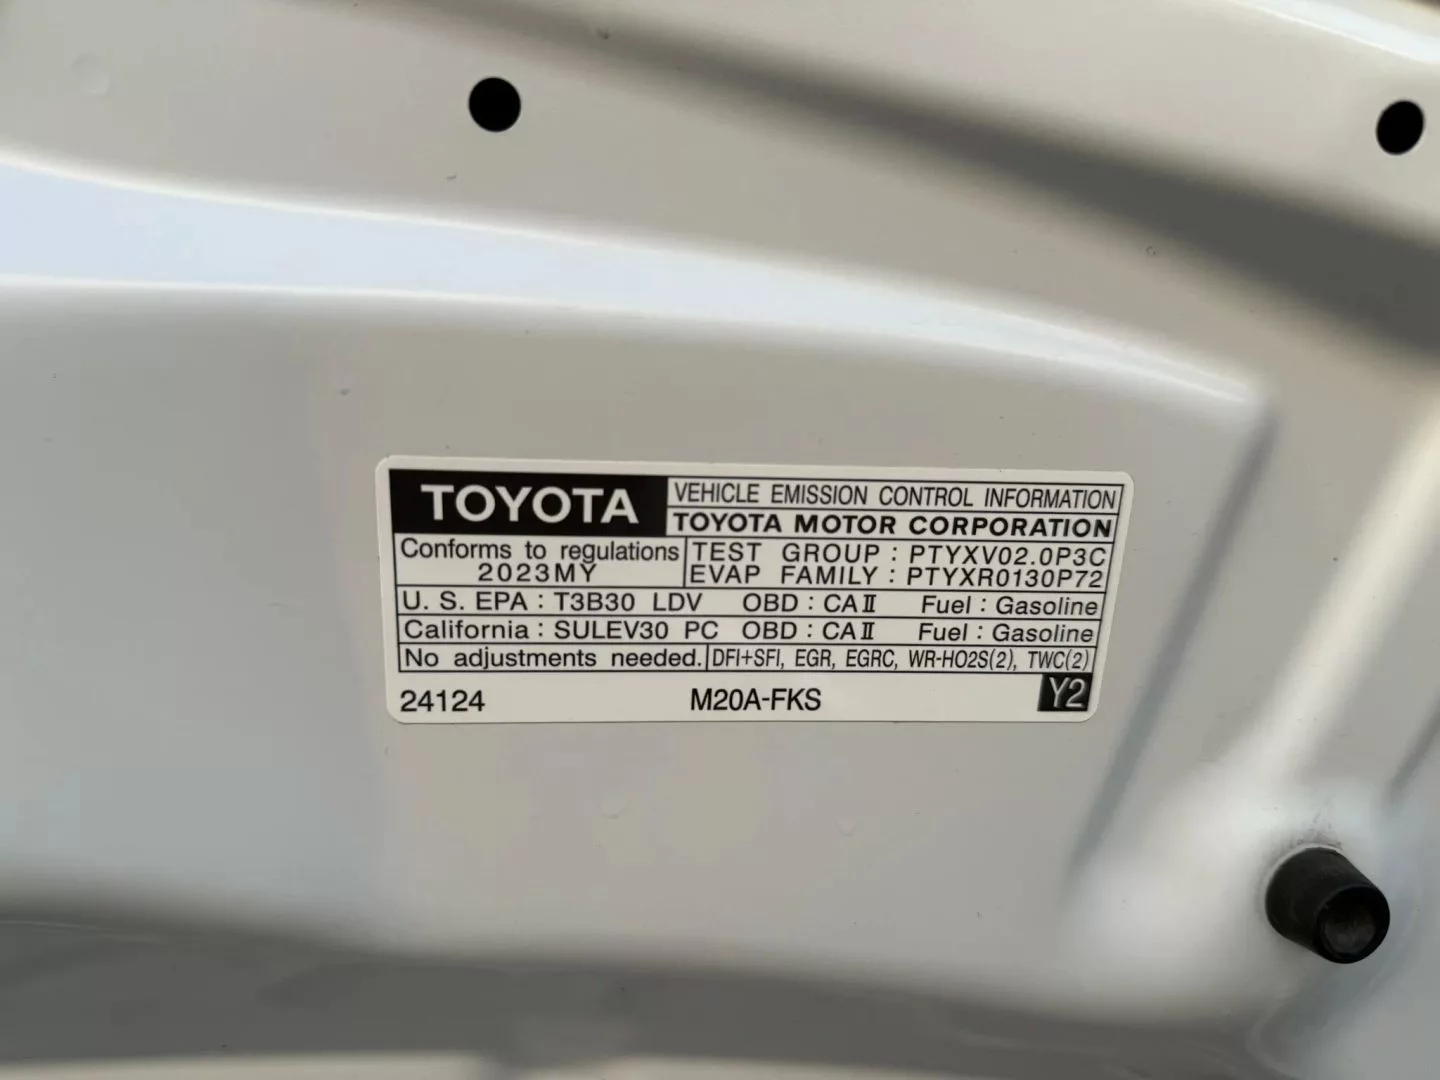 TOYOTA
VEHICLE EMISSION CONTROL INFORMATION
TOYOTA MOTOR CORPORATION
Conforms to regulations
2023MY
TEST GROUP : PTYXV02.0P3C
EVAP FAMILY : PTYXR0130P72
U. S. EPA : T3B30 LDV OBD : CAⅡ Fuel : Gasoline
California : SULEV30 PC OBD : CAⅡ Fuel : Gasoline
No adjustments needed. DFI+SFI, EGR, EGRC, WR-HO2S(2), TWC(2)
24124 M20A-FKS Y2